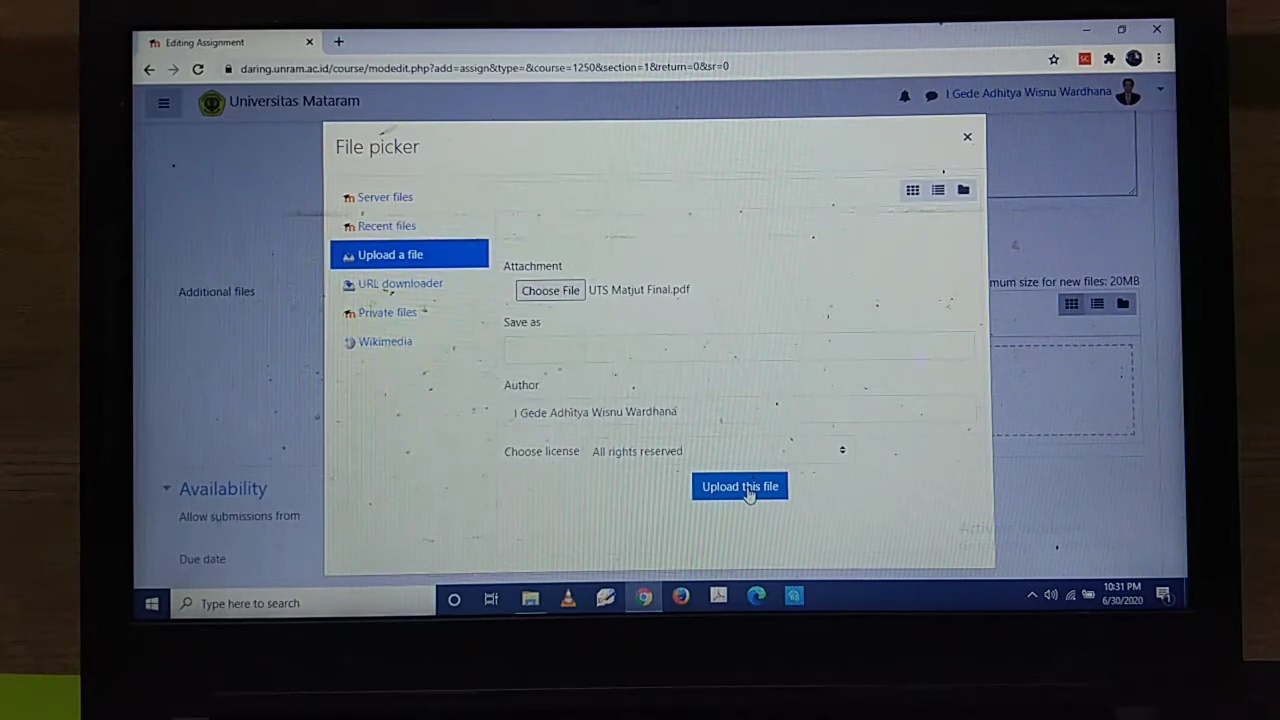 Editing Assignment
daring.unram.ac.id/course/modedit.php?add=assign&type=&course=1250&section=1&return=0&sr=0
Universitas Mataram
I Gede Adhitya Wisnu Wardhana
File picker
Server files
Recent files
Upload a file
URL downloader
Private files
Wikimedia
Attachment
Choose File UTS Matjut Final.pdf
Save as
Author
I Gede Adhitya Wisnu Wardhana
Choose license All rights reserved
Upload this file
Additional files
mum size for new files: 20MB
Availability
Allow submissions from
Due date
Type here to search
10:31 PM
6/30/2020